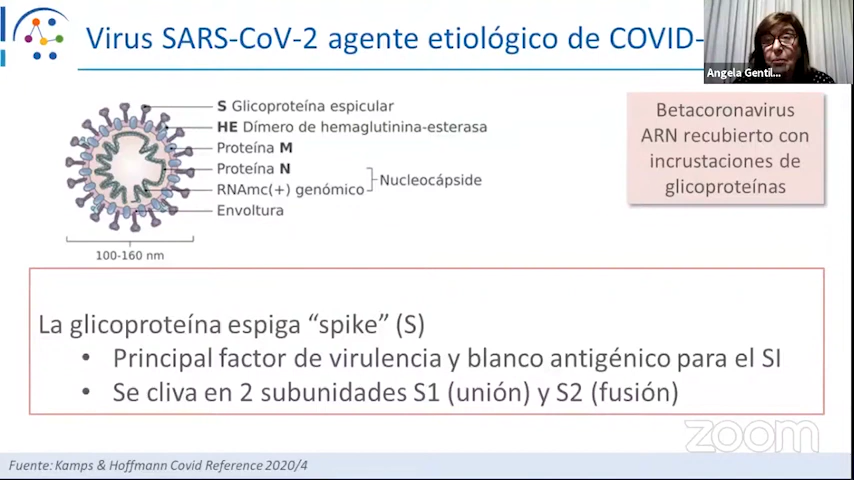 Virus SARS-CoV-2 agente etiológico de COVID-
Angela Gentil...
S Glicoproteína espicular
HE Dímero de hemaglutinina-esterasa
Proteína M
Proteína N
RNAmc(+) genómico
Nucleocápside
Envoltura
100-160 nm
Betacoronavirus
ARN recubierto con
incrustaciones de
glicoproteínas
La glicoproteína espiga “spike” (S)
• Principal factor de virulencia y blanco antigénico para el SI
• Se cliva en 2 subunidades S1 (unión) y S2 (fusión)
zoom
Fuente: Kamps & Hoffmann Covid Reference 2020/4